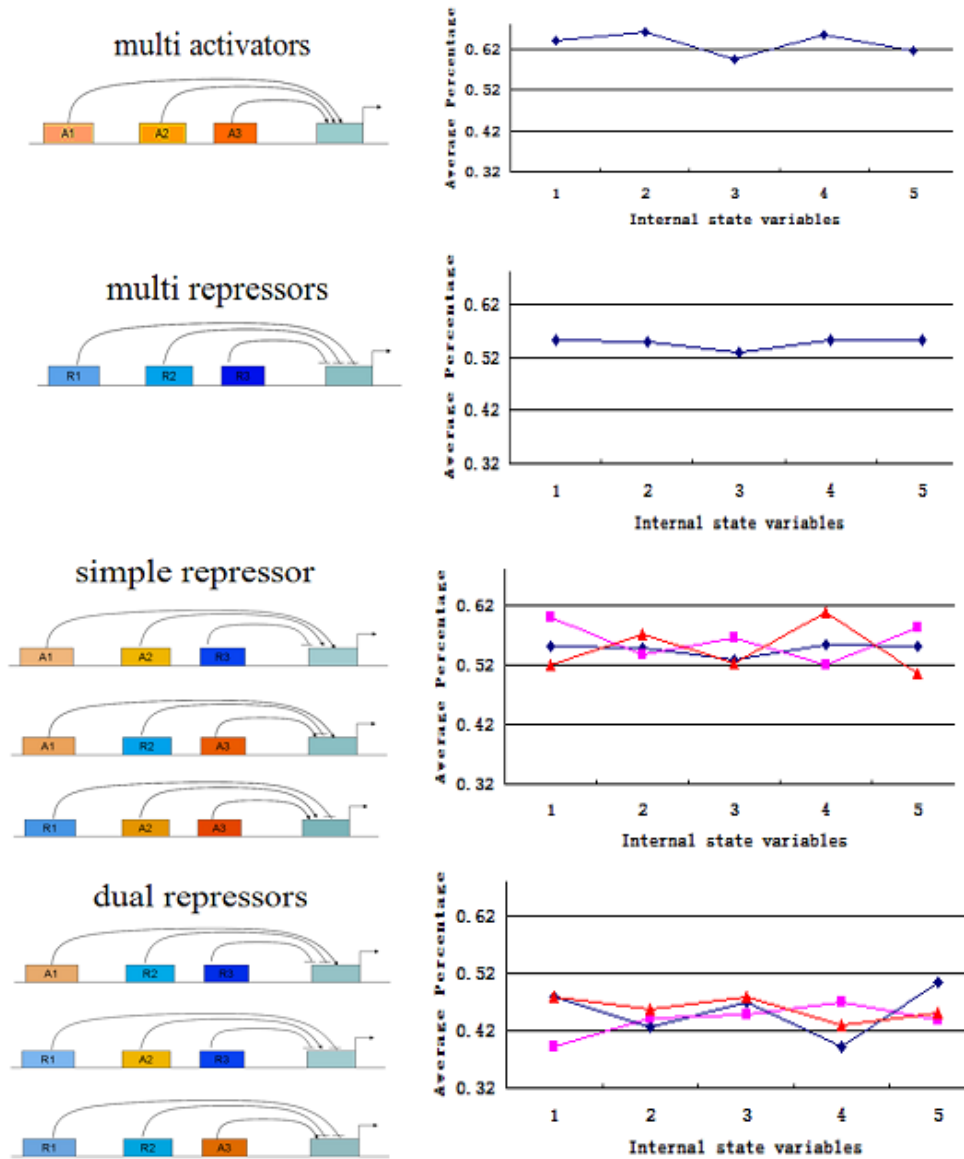 multi activators
A1 A2 A3
Average Percentage
0.62
0.52
0.42
0.32
1 2 3 4 5
Internal state variables
multi repressors
R1 R2 R3
Average Percentage
0.62
0.52
0.42
0.32
1 2 3 4 5
Internal state variables
simple repressor
A1 A2 R3
A1 R2 A3
R1 A2 A3
Average Percentage
0.62
0.52
0.42
0.32
1 2 3 4 5
Internal state variables
dual repressors
A1 R2 R3
R1 A2 R3
R1 R2 A3
Average Percentage
0.62
0.52
0.42
0.32
1 2 3 4 5
Internal state variables